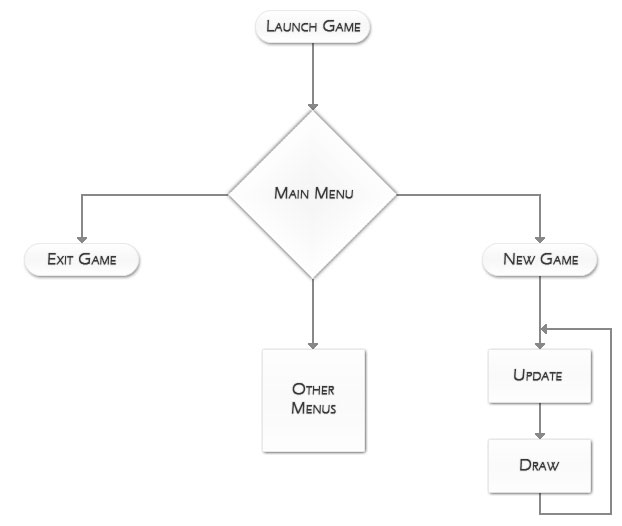 Launch Game
Main Menu
Exit Game
New Game
Other
Menus
Update
Draw